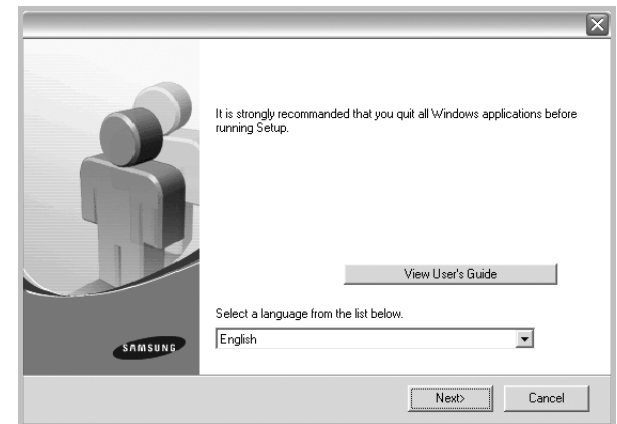 It is strongly recommanded that you quit all Windows applications before
running Setup.
View User's Guide
Select a language from the list below.
English
SAMSUNG
Next>
Cancel